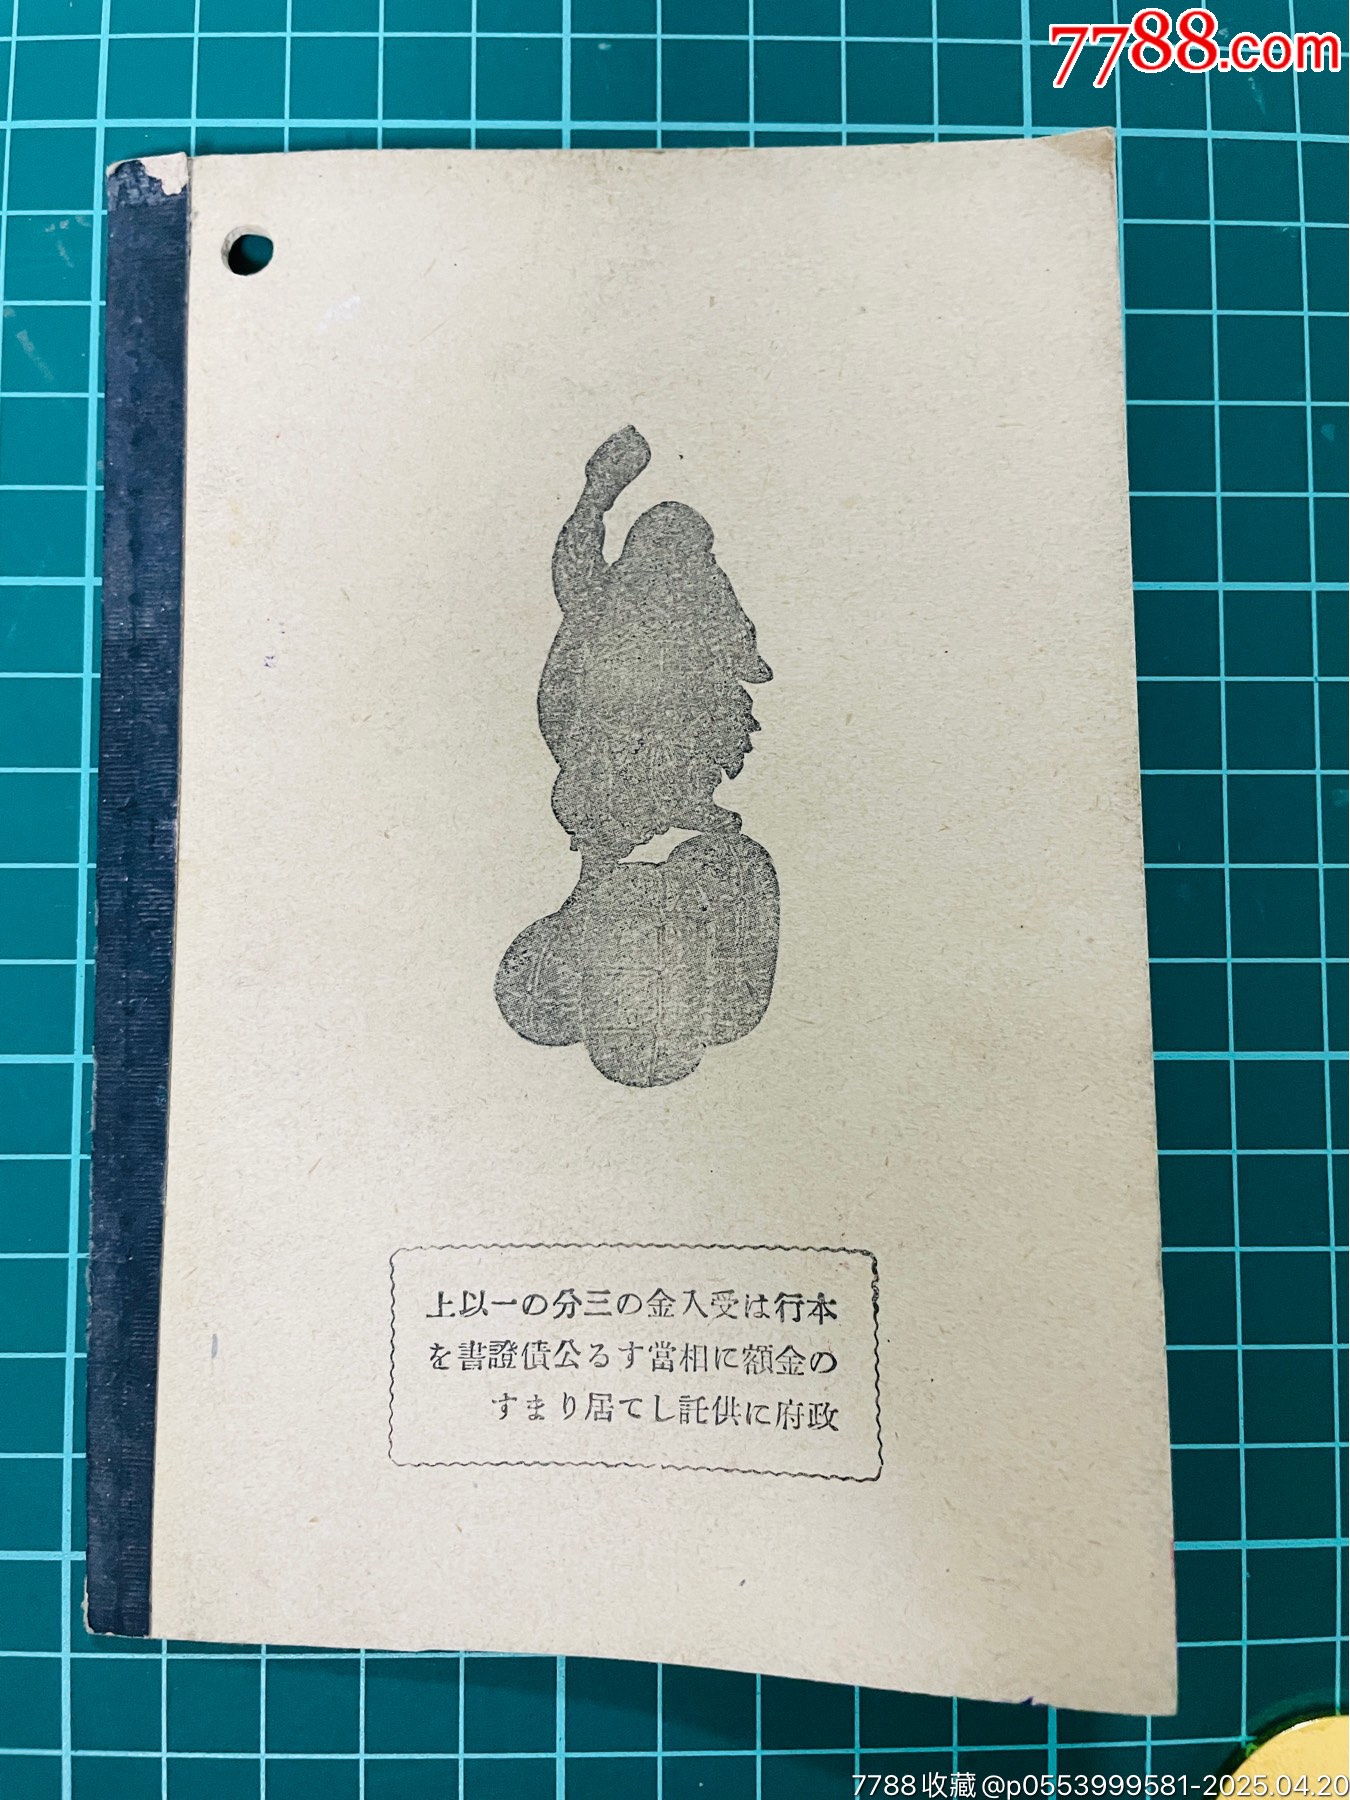 7788.com
本行は受入金の三分の一以上
の金額に相當する公債證書を
政府に供託して居ります
7788收藏@p0553999581-2025.04.20